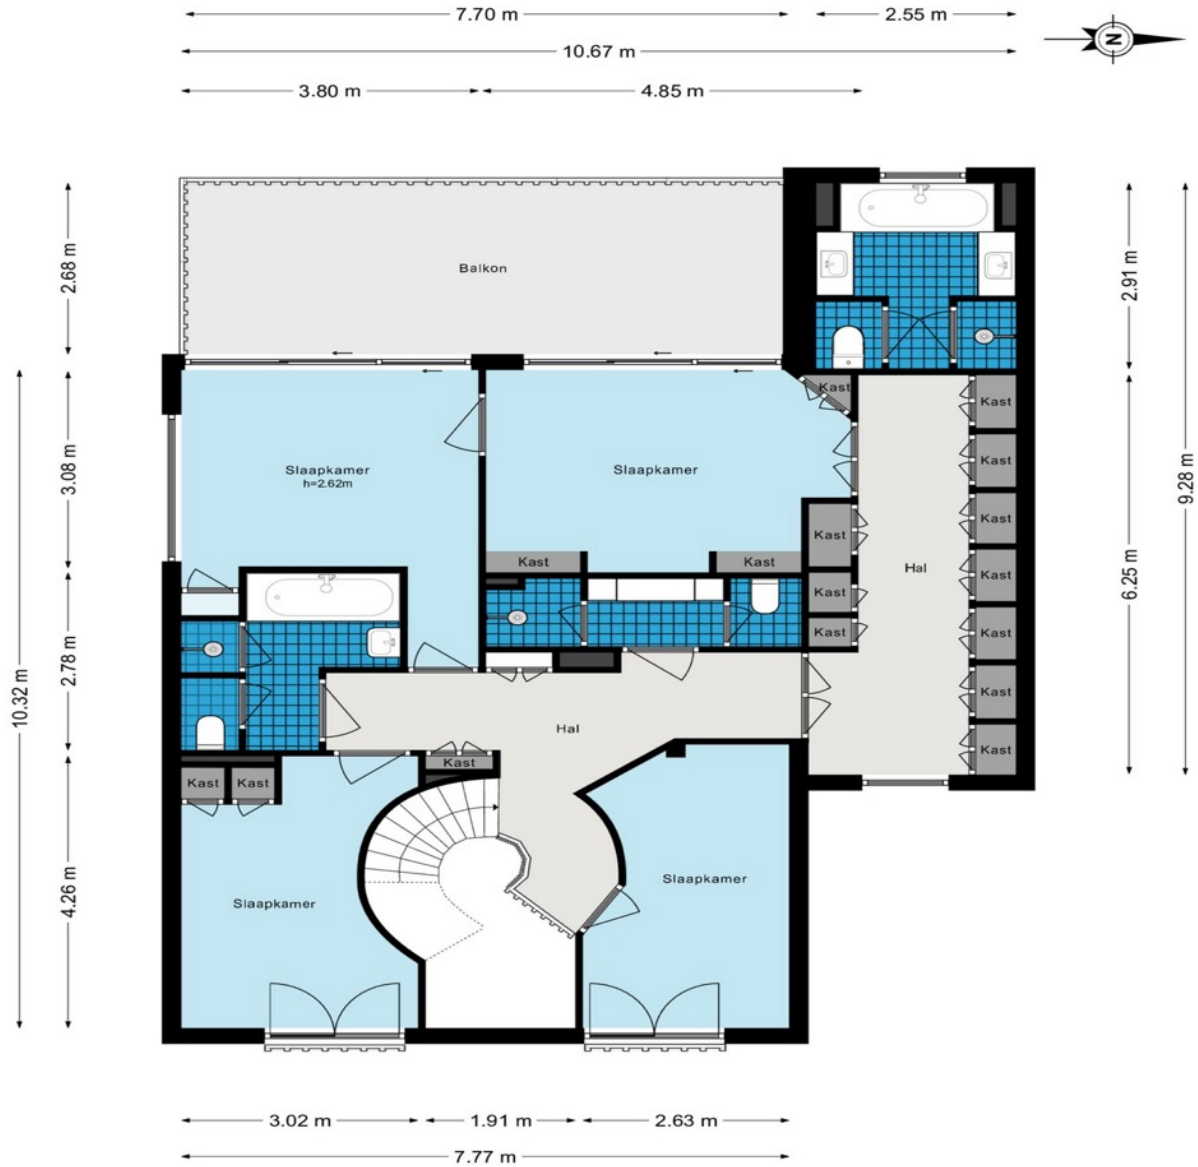 7.70 m
2.55 m
10.67 m
N
3.80 m
4.85 m
2.68 m
Balkon
2.91 m
9.28 m
Kast
Kast
3.08 m
Slaapkamer
h=2.62m
Slaapkamer
Kast
Kast
Kast
Kast
Kast
Hal
Kast
6.25 m
Kast
Kast
Kast
10.32 m
2.78 m
Kast
Hal
Kast
Kast
Kast
Kast
4.26 m
Slaapkamer
Slaapkamer
3.02 m
1.91 m
2.63 m
7.77 m